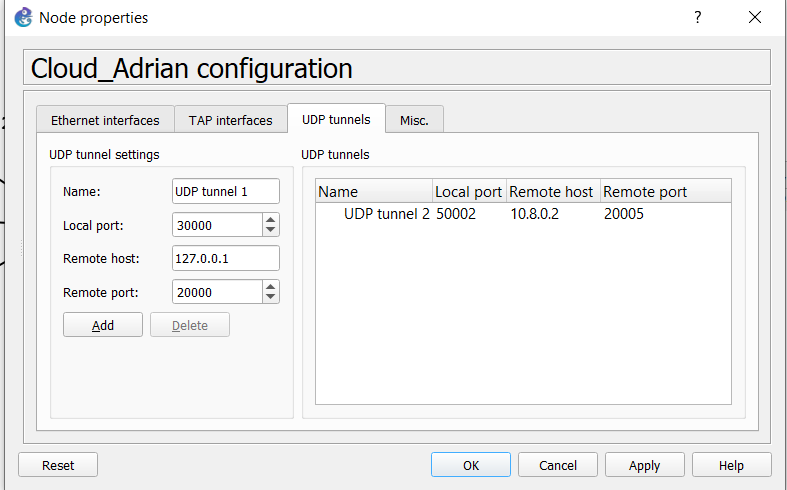 Node properties
Cloud_Adrian configuration
Ethernet interfaces TAP interfaces UDP tunnels Misc.
UDP tunnel settings
Name: UDP tunnel 1
Local port: 30000
Remote host: 127.0.0.1
Remote port: 20000
Add Delete
UDP tunnels
Name Local port Remote host Remote port
UDP tunnel 2 50002 10.8.0.2 20005
Reset OK Cancel Apply Help